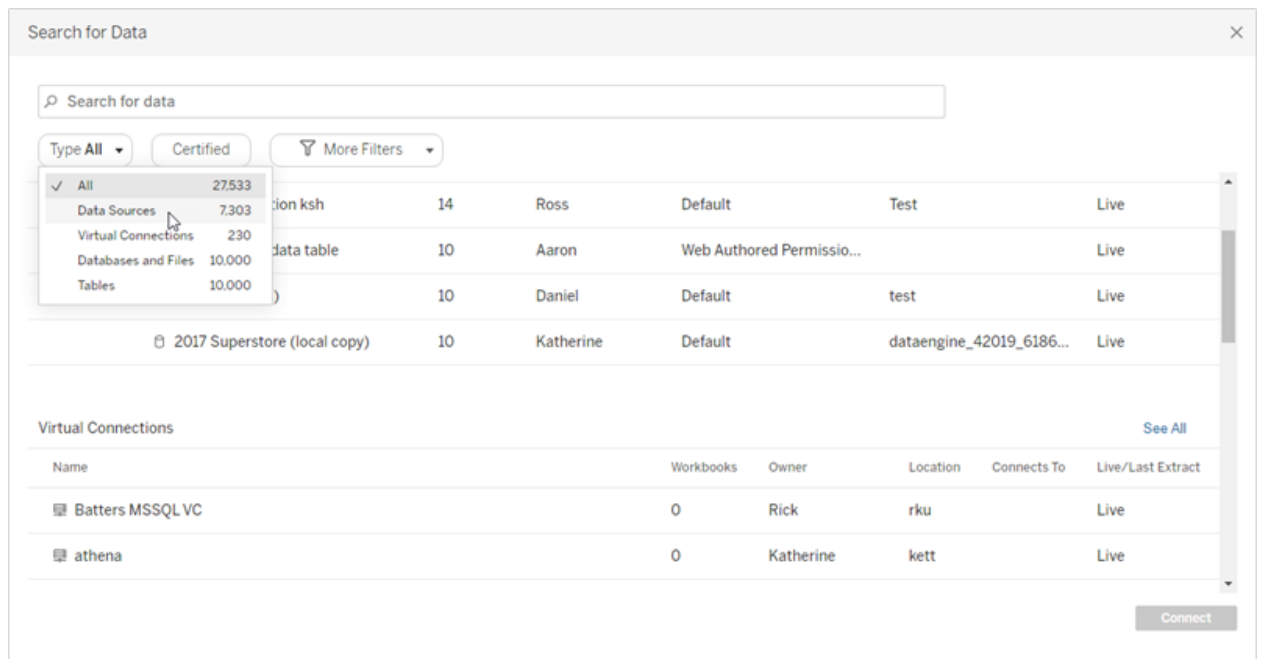 Search for Data
Search for data
Type All Certified More Filters
All 27,533
Data Sources 7,303
Virtual Connections 230
Databases and Files 10,000
Tables 10,000
tion ksh 14 Ross Default Test Live
data table 10 Aaron Web Authored Permissio... Live
) 10 Daniel Default test Live
2017 Superstore (local copy) 10 Katherine Default dataengine_42019_6186... Live
Virtual Connections See All
Name Workbooks Owner Location Connects To Live/Last Extract
Batters MSSQL VC 0 Rick rku Live
athena 0 Katherine kett Live
Connect